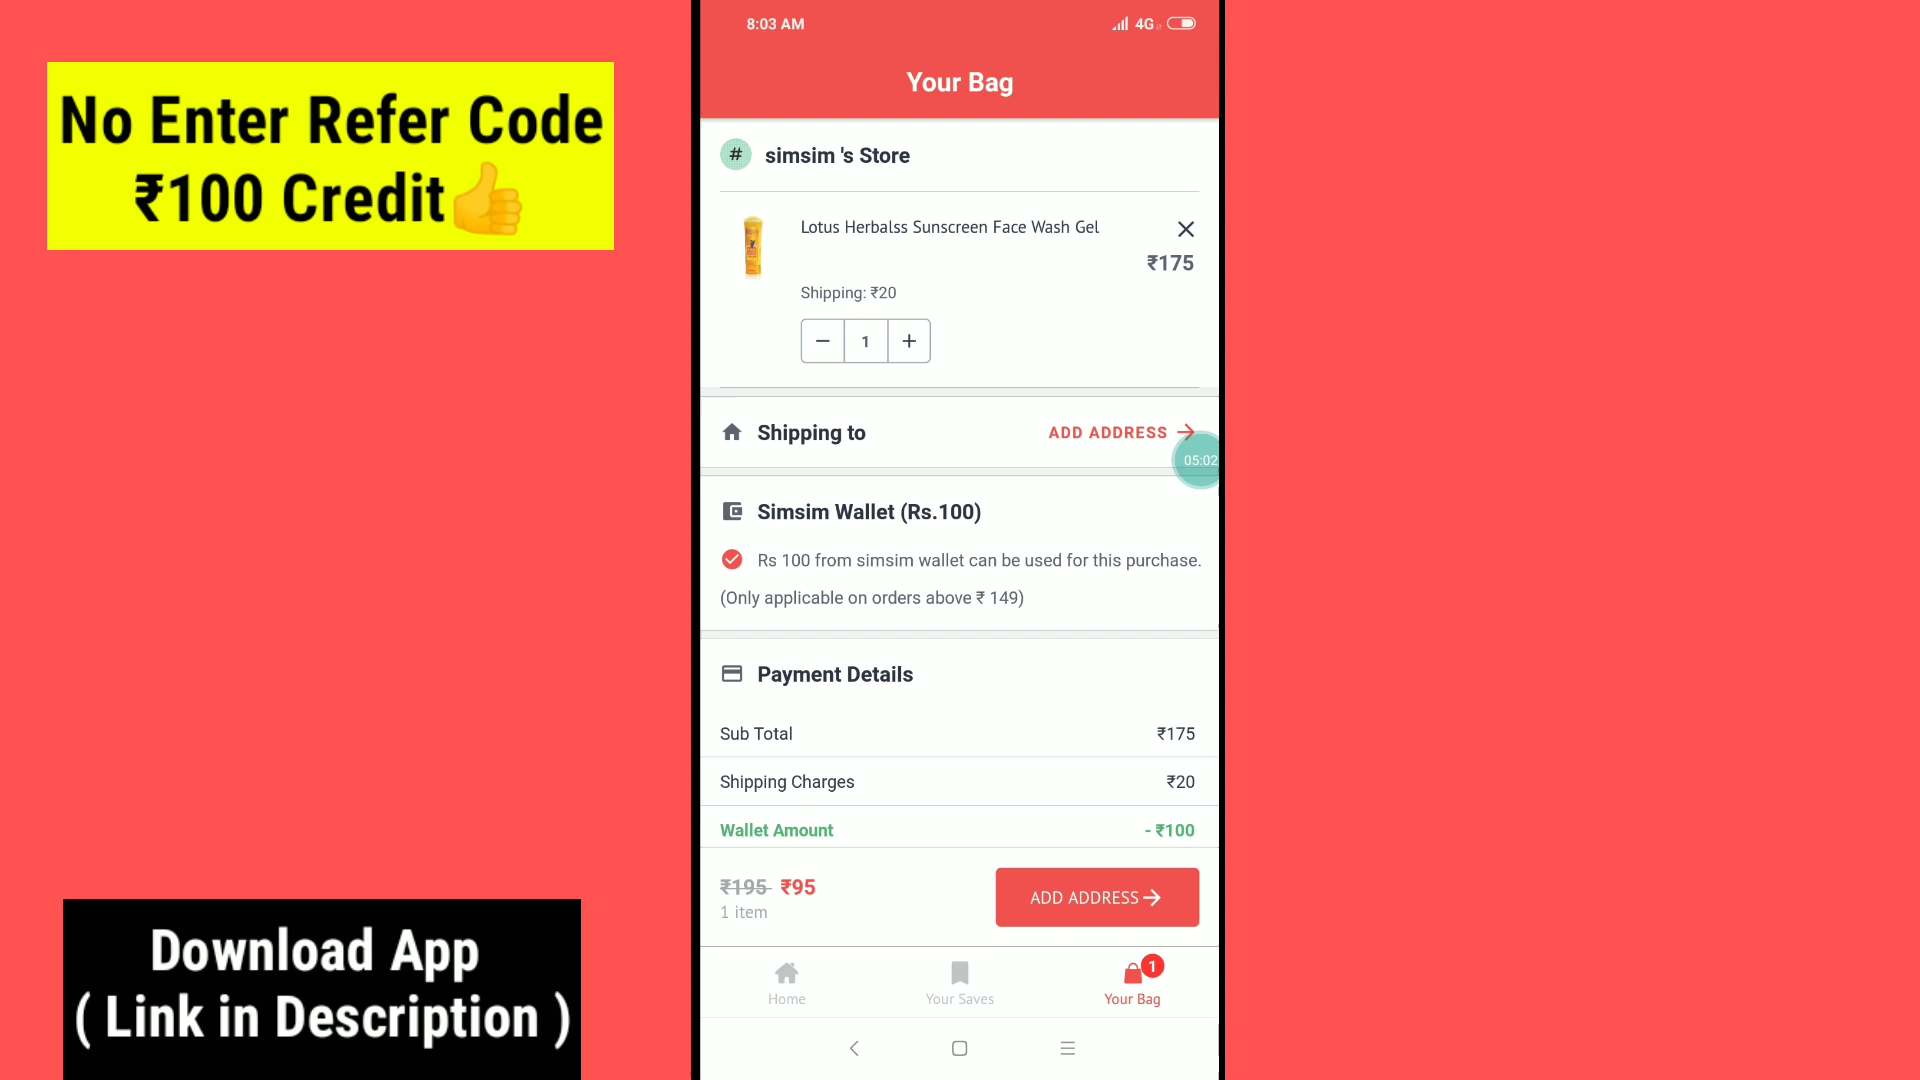 No Enter Refer Code
₹100 Credit👍
Download App
( Link in Description )
8:03 AM
4G
Your Bag
# simsim 's Store
Lotus Herbalss Sunscreen Face Wash Gel
₹175
Shipping: ₹20
− 1 +
Shipping to ADD ADDRESS →
05:02
Simsim Wallet (Rs.100)
Rs 100 from simsim wallet can be used for this purchase.
(Only applicable on orders above ₹ 149)
Payment Details
Sub Total ₹175
Shipping Charges ₹20
Wallet Amount - ₹100
₹195 ₹95
1 item
ADD ADDRESS →
1
Home Your Saves Your Bag